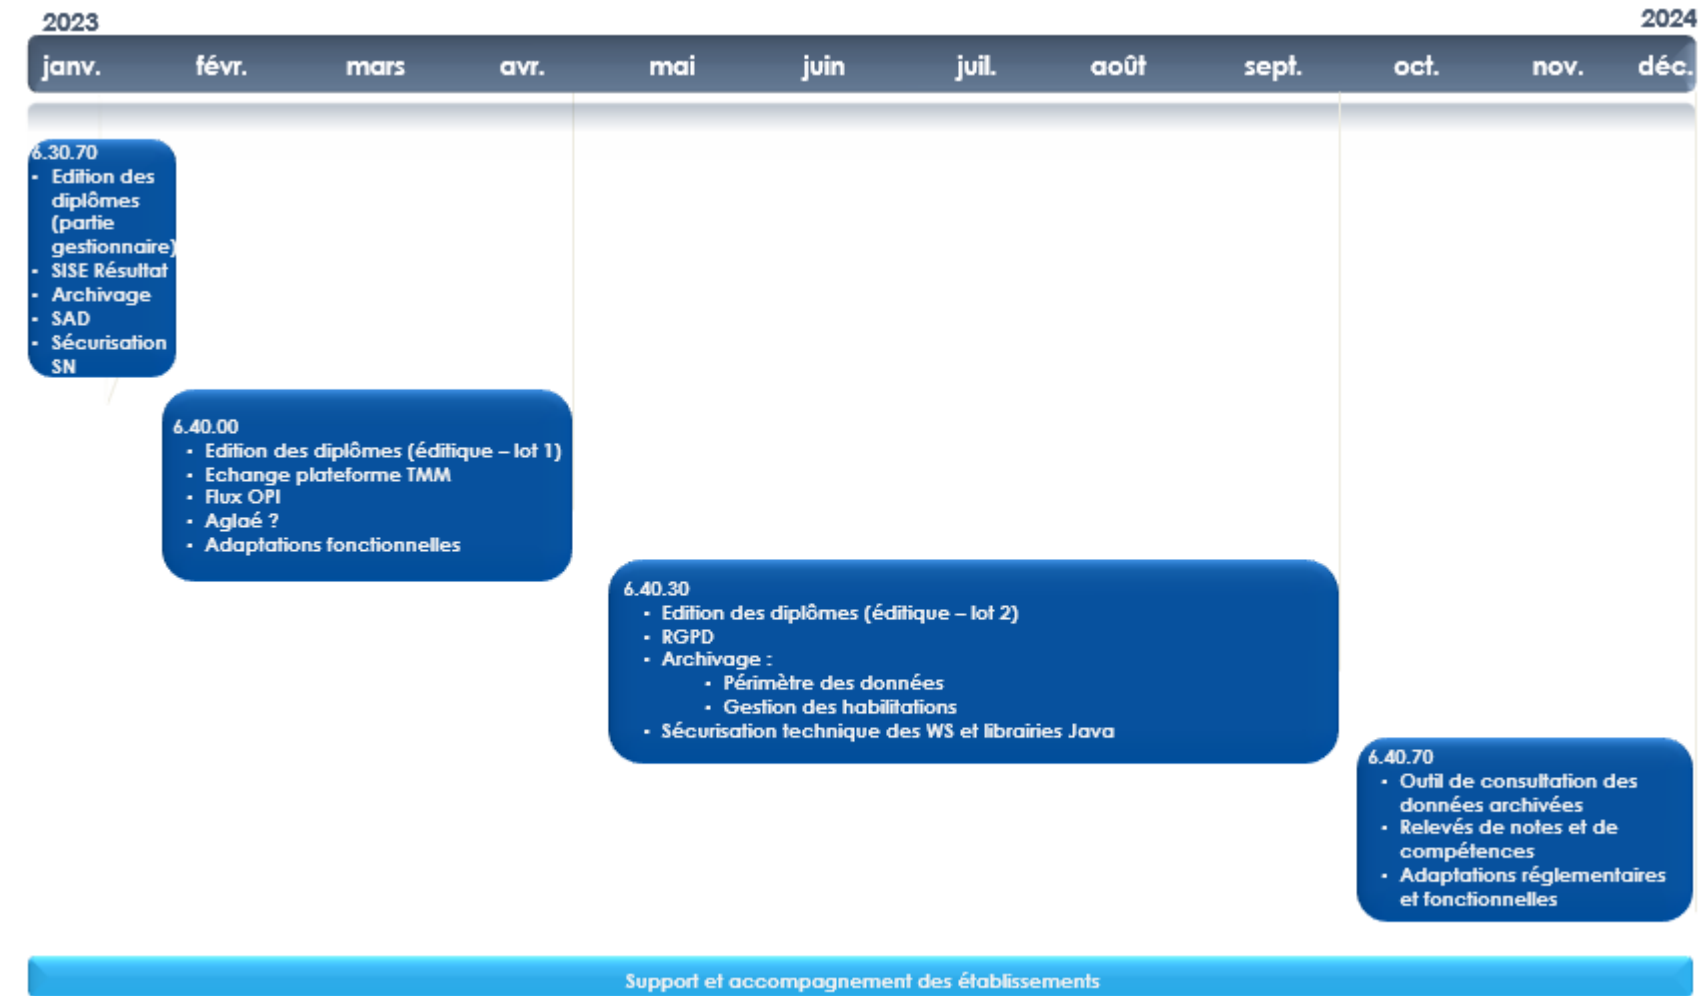 2023
2024
janv. févr. mars avr. mai juin juil. août sept. oct. nov. déc.
6.30.70
▪ Edition des
diplômes
(partie
gestionnaire)
▪ SISE Résultat
▪ Archivage
▪ SAD
▪ Sécurisation
SN
6.40.00
▪ Edition des diplômes (éditique – lot 1)
▪ Echange plateforme TMM
▪ Flux OPI
▪ Aglaé ?
▪ Adaptations fonctionnelles
6.40.30
▪ Edition des diplômes (éditique – lot 2)
▪ RGPD
▪ Archivage :
▪ Périmètre des données
▪ Gestion des habilitations
▪ Sécurisation technique des WS et librairies Java
6.40.70
▪ Outil de consultation des
données archivées
▪ Relevés de notes et de
compétences
▪ Adaptations réglementaires
et fonctionnelles
Support et accompagnement des établissements